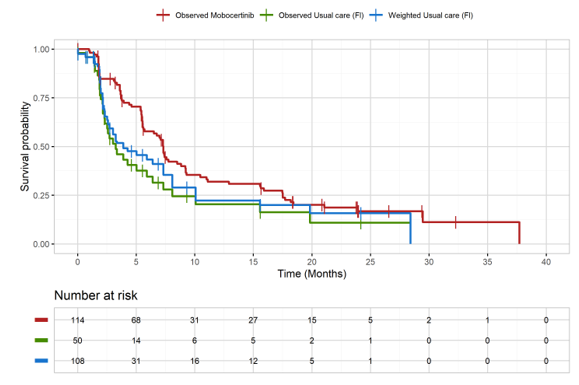 Observed Mobocertinib Observed Usual care (FI) Weighted Usual care (FI)
1.00
0.75
0.50
0.25
0.00
Survival probability
0 5 10 15 20 25 30 35 40
Time (Months)
Number at risk
114 68 31 27 15 5 2 1 0
50 14 6 5 2 1 0 0 0
108 31 16 12 5 1 0 0 0